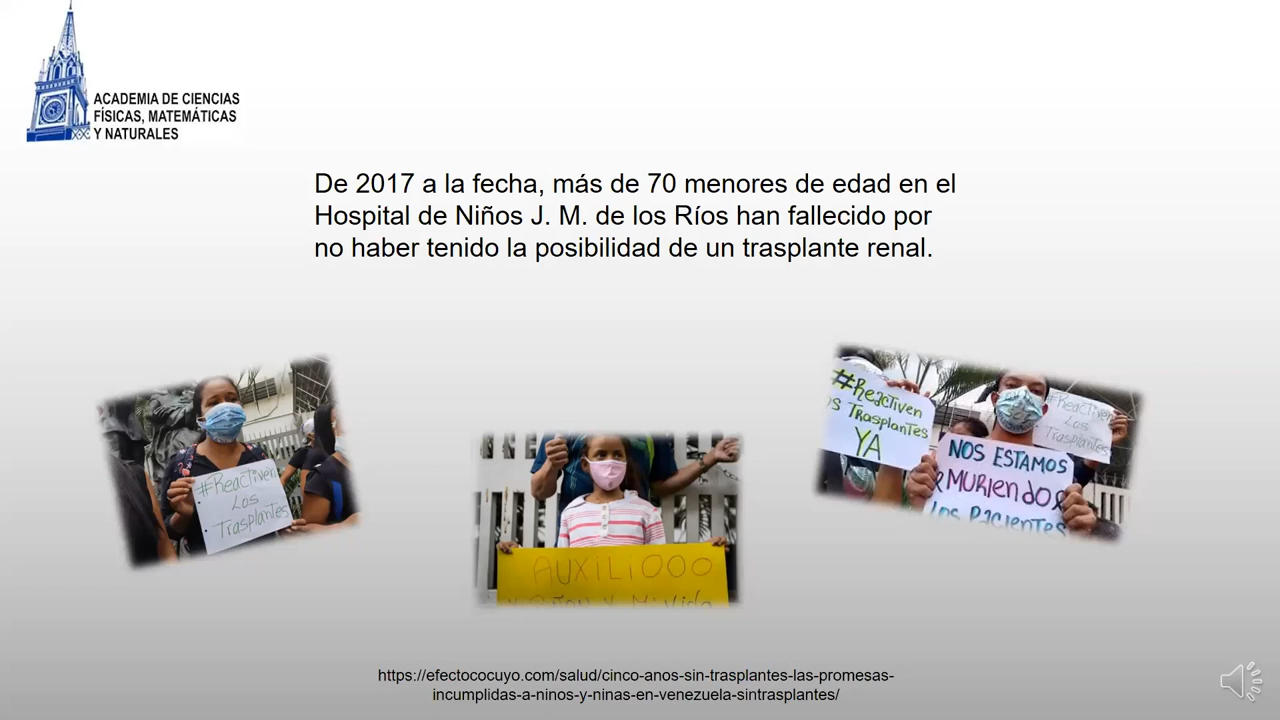 ACADEMIA DE CIENCIAS
FÍSICAS, MATEMÁTICAS
Y NATURALES
De 2017 a la fecha, más de 70 menores de edad en el
Hospital de Niños J. M. de los Ríos han fallecido por
no haber tenido la posibilidad de un trasplante renal.
#Reactiven
Los
Trasplantes
AUXILIOOO
Y Mi Vida
#Reactiven
Trasplantes
YA
#Reactiven
Los
Trasplantes
NOS ESTAMOS
MURIENDO
LOS PACIENTES
https://efectococuyo.com/salud/cinco-anos-sin-trasplantes-las-promesas-
incumplidas-a-ninos-y-ninas-en-venezuela-sintrasplantes/